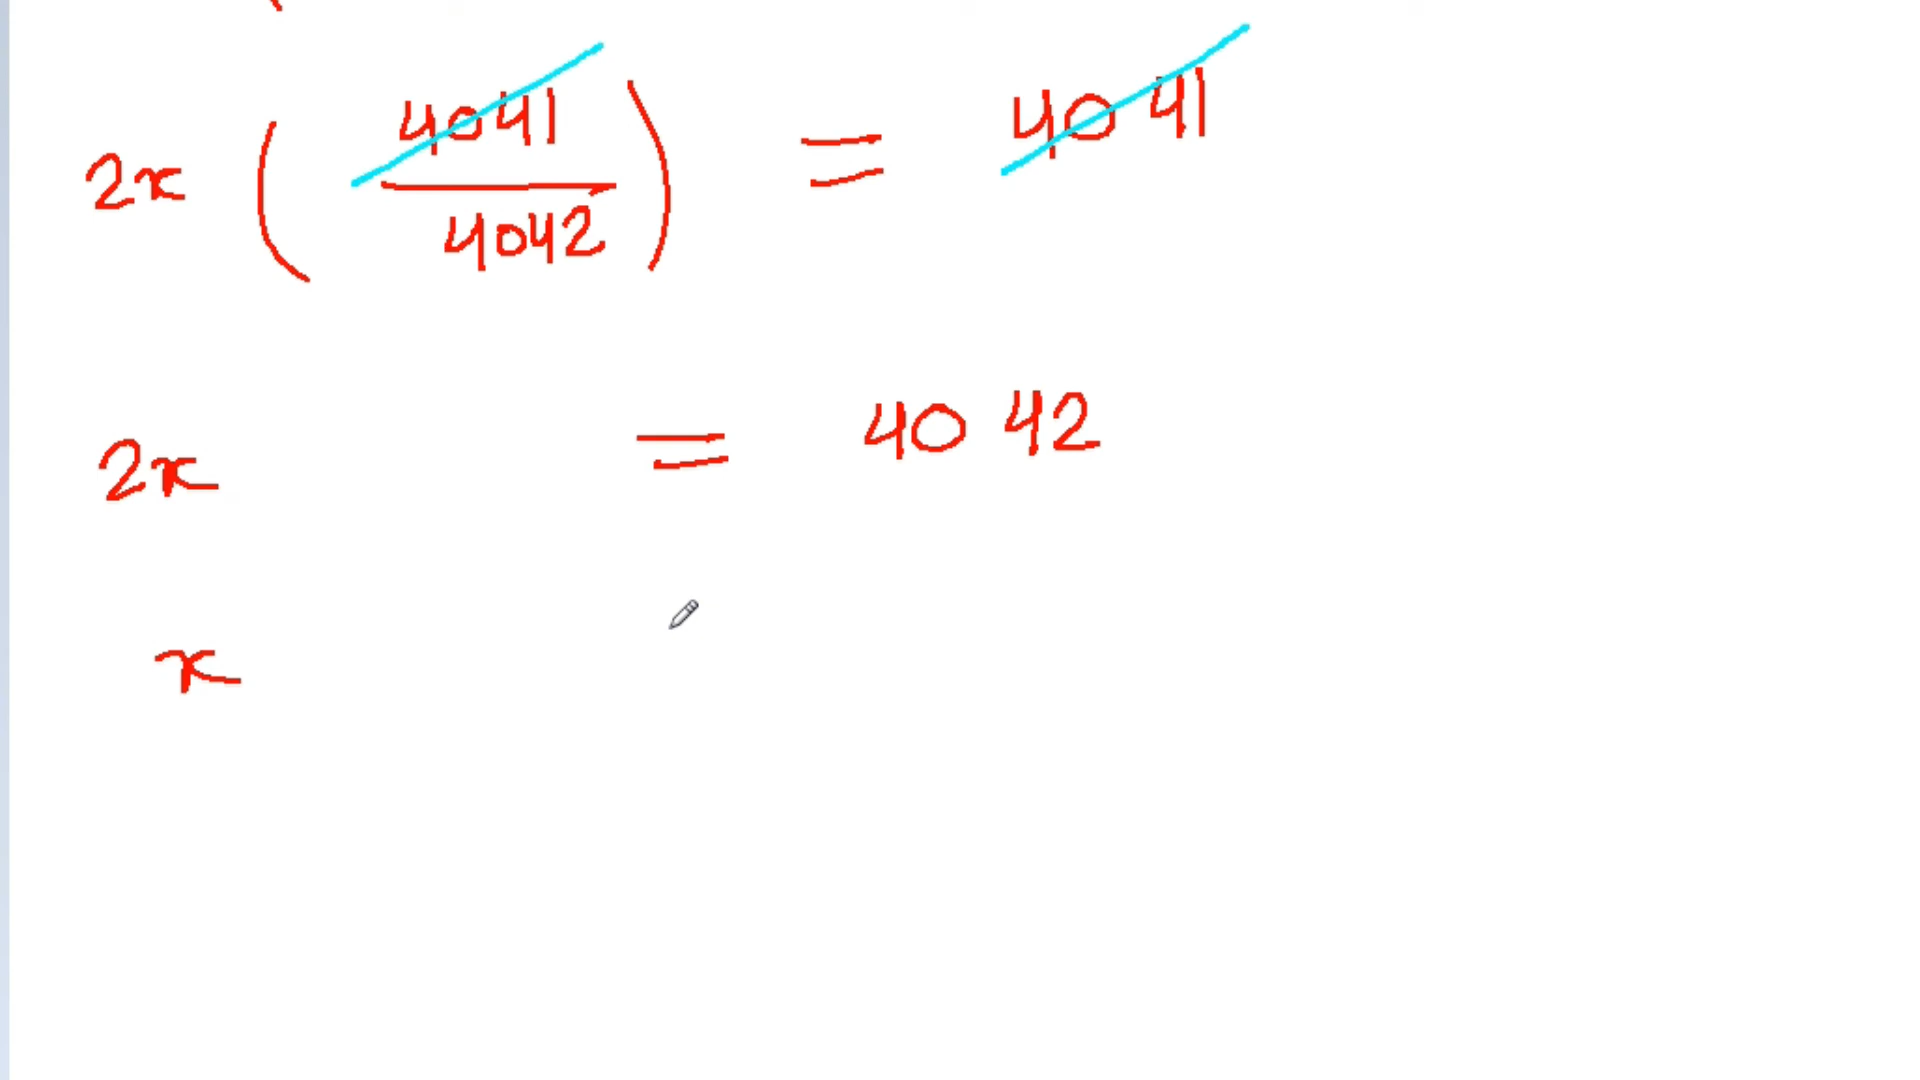 2x ( 4041 / 4042 ) = 4041
2x = 4042
x